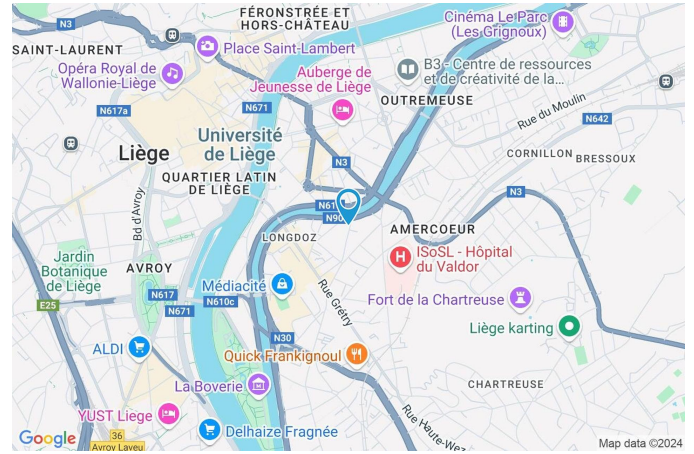 FÉRONSTRÉE ET
HORS-CHÂTEAU
Cinéma Le Parc
(Les Grignoux)
N3
SAINT-LAURENT
Place Saint-Lambert
Opéra Royal de
Wallonie-Liège
Auberge de
Jeunesse de Liège
B3 - Centre de ressources
et de créativité de la...
OUTREMEUSE
N671
N617a
Rue du Moulin
N642
Université
de Liège
Liège
N3
CORNILLON
BRESSOUX
QUARTIER LATIN
DE LIÈGE
N3
N61
N90
Bd d'Avroy
LONGDOZ
AMERCOEUR
ISoSL - Hôpital
du Valdor
Jardin
Botanique
de Liège
AVROY
Médiacité
Rue Grétry
Fort de la Chartreuse
E25
N617
N610c
N671
Liège karting
N30
ALDI
Quick Frankignoul
CHARTREUSE
La Boverie
YUST Liege
Rue Haute-Wez
Delhaize Fragnée
36
Avroy Laveu
Google
Map data ©2024